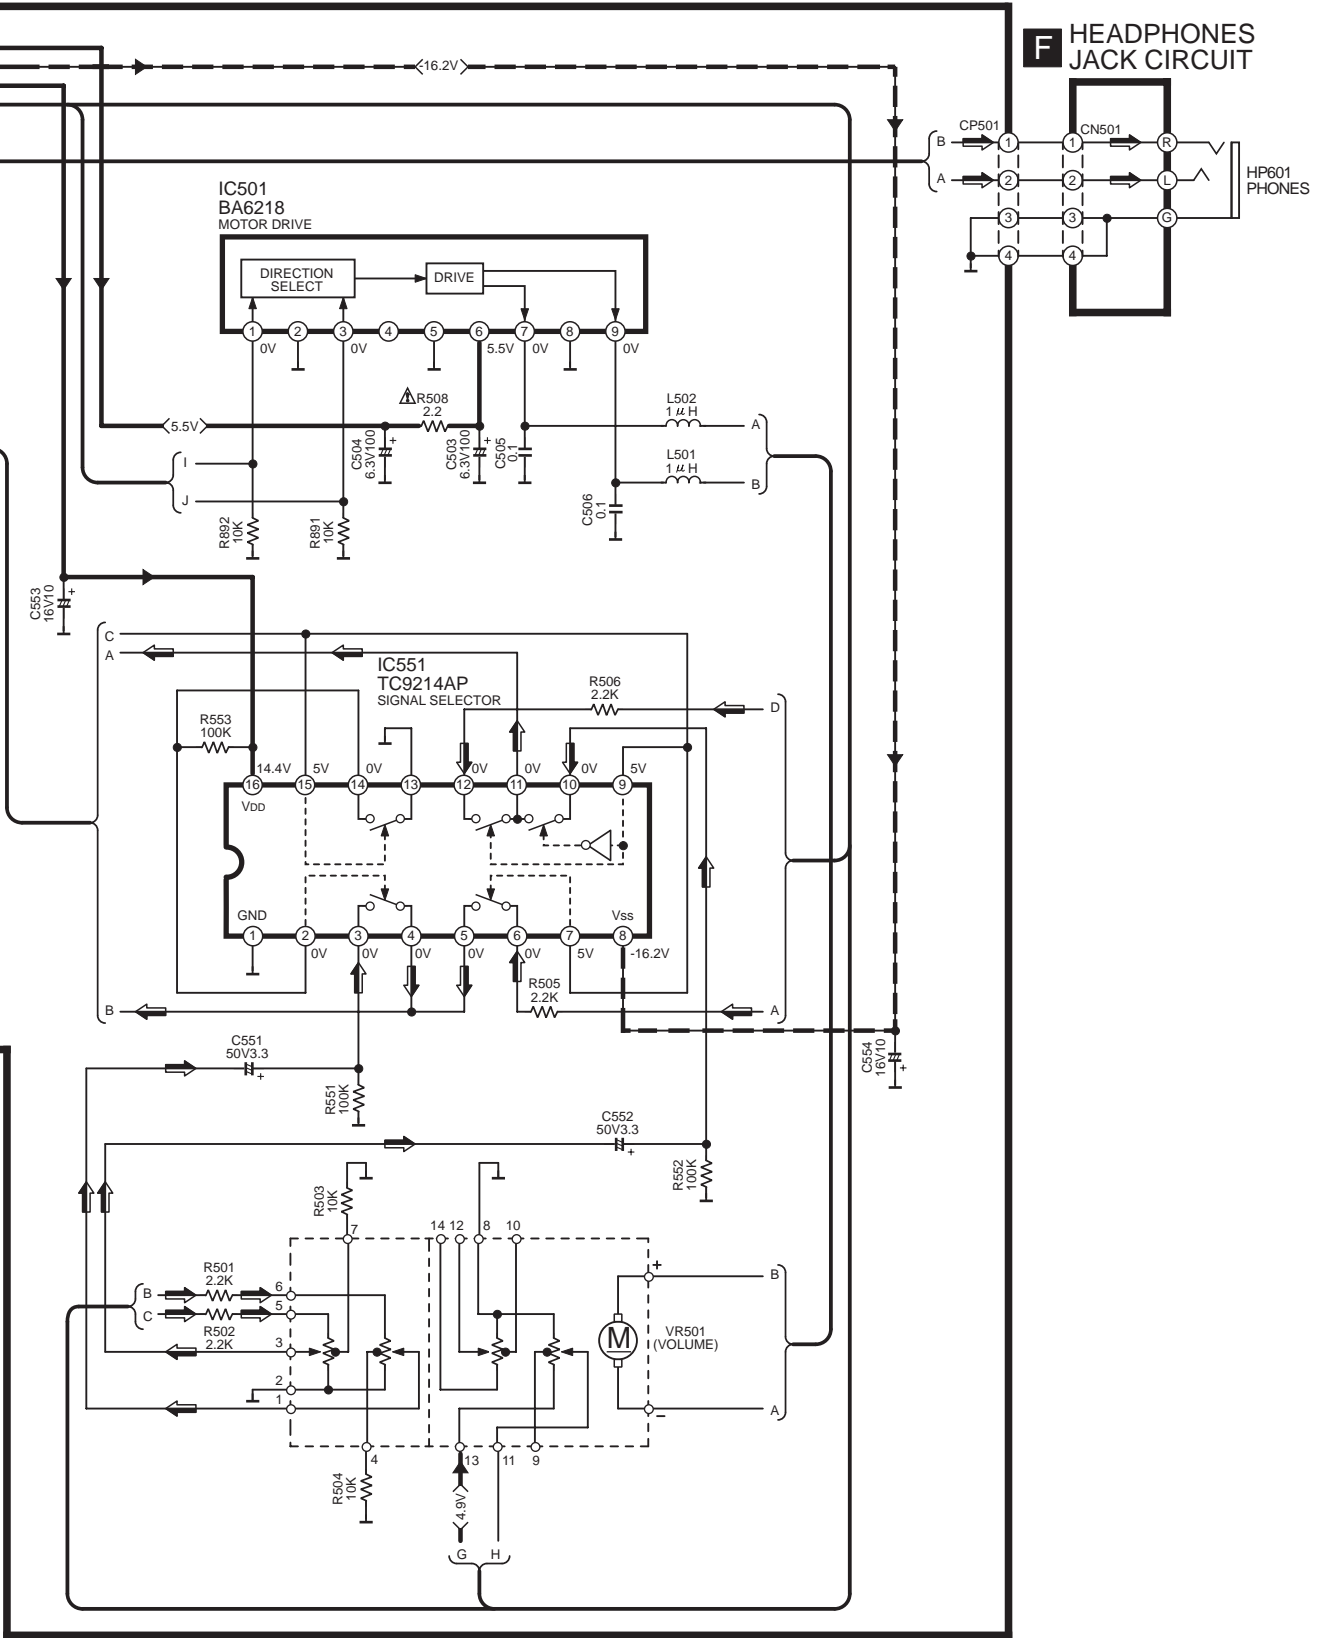 F HEADPHONES
JACK CIRCUIT
-16.2V
CP501
CN501
B
A
1
2
3
4
1
2
3
4
R
L
G
HP601
PHONES
IC501
BA6218
MOTOR DRIVE
DIRECTION
SELECT
DRIVE
1 2 3 4 5 6 7 8 9
0V 0V 5.5V 0V 0V
R508
2.2
5.5V
C504
6.3V100
+
C503
6.3V100
+
C505
0.1
C506
0.1
L502
1 μ H
L501
1 μ H
A
B
I
J
R892
10K
R891
10K
C553
16V10
+
C
A
B
IC551
TC9214AP
SIGNAL SELECTOR
R506
2.2K
D
R553
100K
14.4V 5V 0V 0V 0V 0V 5V
16 15 14 13 12 11 10 9
VDD
GND
Vss
1 2 3 4 5 6 7 8
0V 0V 0V 0V 0V 5V -16.2V
R505
2.2K
A
C551
50V3.3
+
R551
100K
C554
16V10
+
C552
50V3.3
+
R552
100K
R503
10K
7
14 12 8 10
R501
2.2K
B
C
R502
2.2K
6
5
3
2
1
4
R504
10K
13 11 9
4.9V
G H
M
+
−
VR501
(VOLUME)
B
A